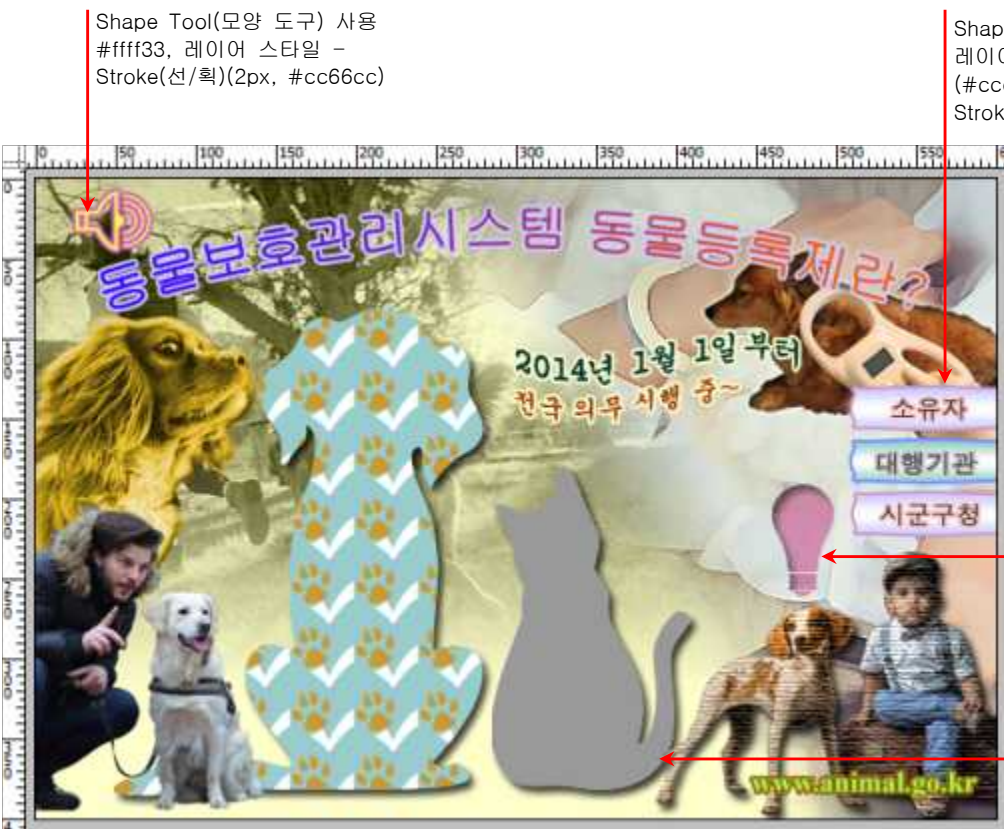 Shape Tool(모양 도구) 사용
#ffff33, 레이어 스타일 -
Stroke(선/획)(2px, #cc66cc)
Shap
레이어
(#cc
Strok
0 50 100 150 200 250 300 350 400 450 500 550
동물보호관리시스템 동물등록제란?
2014년 1월 1일부터
전국 의무 시행 중~
소유자
대행기관
시군구청
www.animal.go.kr